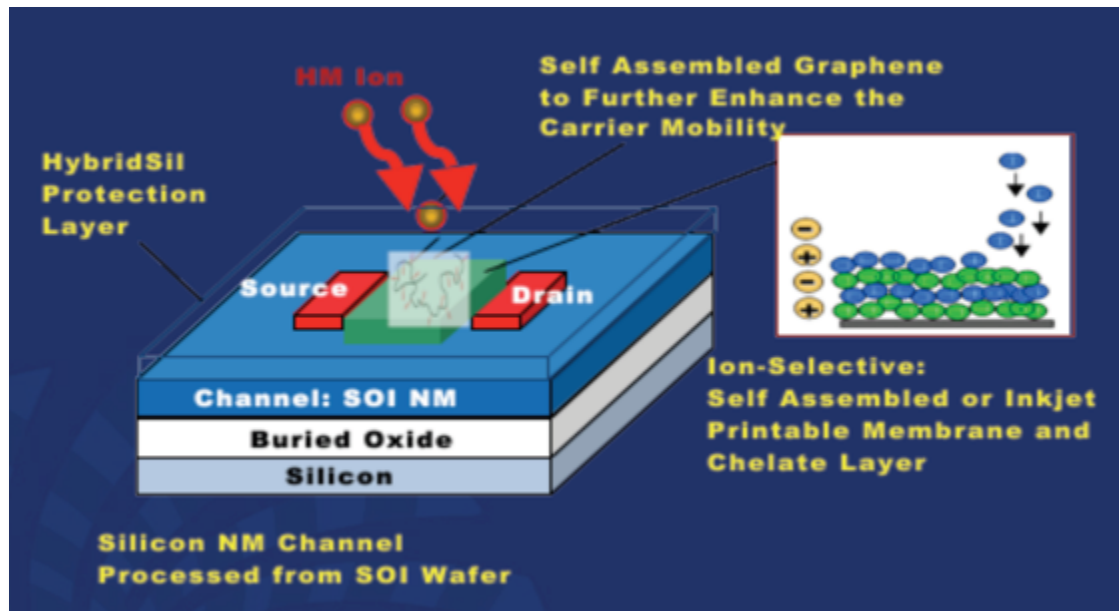 HM Ion
Self Assembled Graphene
to Further Enhance the
Carrier Mobility
HybridSil
Protection
Layer
Source
Drain
Channel: SOI NM
Buried Oxide
Silicon
Ion-Selective:
Self Assembled or Inkjet
Printable Membrane and
Chelate Layer
Silicon NM Channel
Processed from SOI Wafer
−
+
−
+